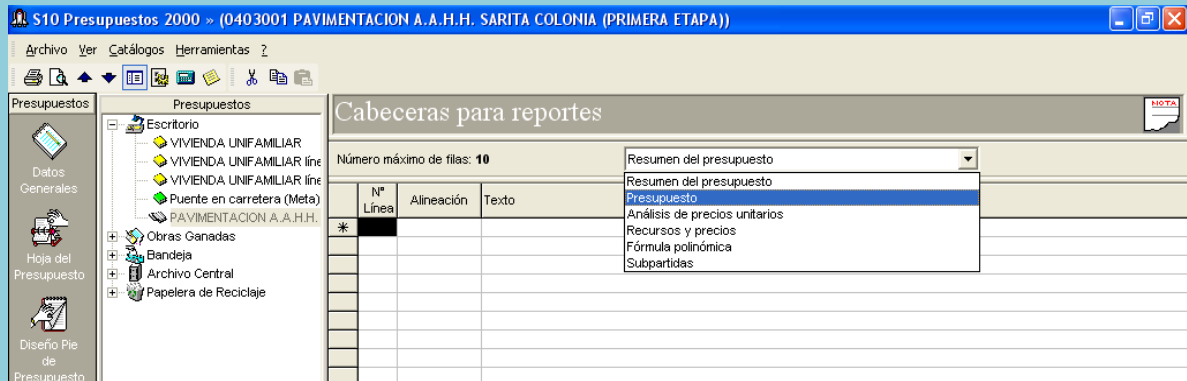 S10 Presupuestos 2000 » (0403001 PAVIMENTACION A.A.H.H. SARITA COLONIA (PRIMERA ETAPA))
Archivo Ver Catálogos Herramientas ?
Presupuestos
Datos
Generales
Hoja del
Presupuesto
Diseño Pie
de
Presupuesto
Presupuestos
Escritorio
VIVIENDA UNIFAMILIAR
VIVIENDA UNIFAMILIAR líne
VIVIENDA UNIFAMILIAR líne
Puente en carretera (Meta)
PAVIMENTACION A.A.H.H.
Obras Ganadas
Bandeja
Archivo Central
Papelera de Reciclaje
Cabeceras para reportes
NOTA
Número máximo de filas: 10
Resumen del presupuesto
Resumen del presupuesto
Presupuesto
Análisis de precios unitarios
Recursos y precios
Fórmula polinómica
Subpartidas
N°
Línea
Alineación
Texto
*